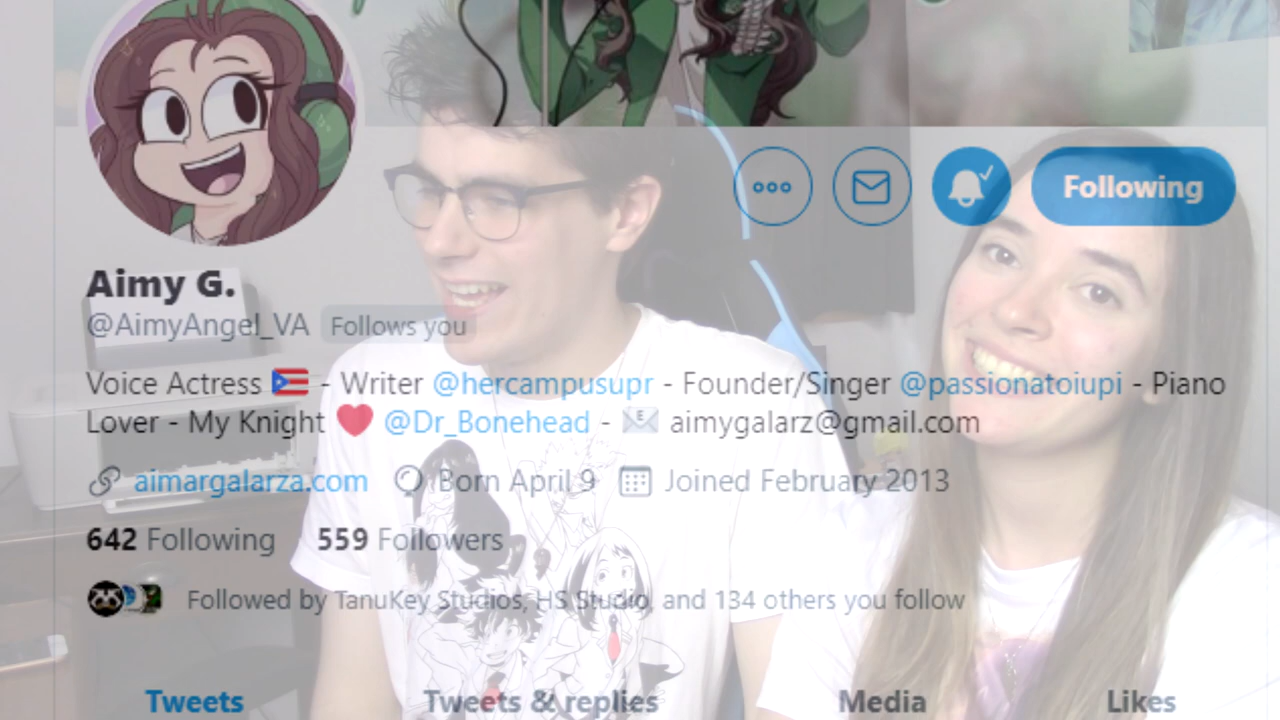 Following
Aimy G.
@AimyAngel_VA Follows you
Voice Actress 🇵🇷 - Writer @hercampusupr - Founder/Singer @passionatoiupi - Piano
Lover - My Knight ❤️ @Dr_Bonehead - 📧 aimygalarz@gmail.com
aimargalarza.com Born April 9 Joined February 2013
642 Following 559 Followers
Followed by TanuKey Studios, HS Studio, and 134 others you follow
Tweets Tweets & replies Media Likes